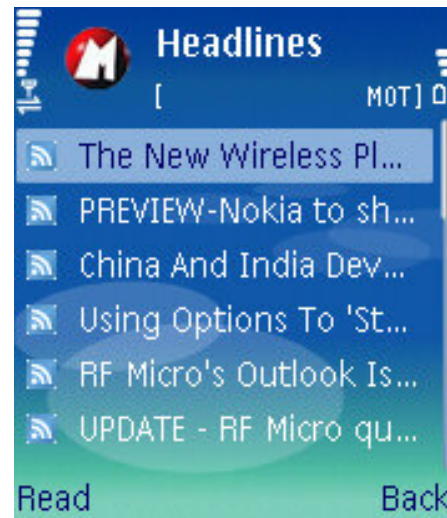 Headlines
[ MOT]
The New Wireless Pl...
PREVIEW-Nokia to sh...
China And India Dev...
Using Options To 'St...
RF Micro's Outlook Is...
UPDATE - RF Micro qu...
Read Back